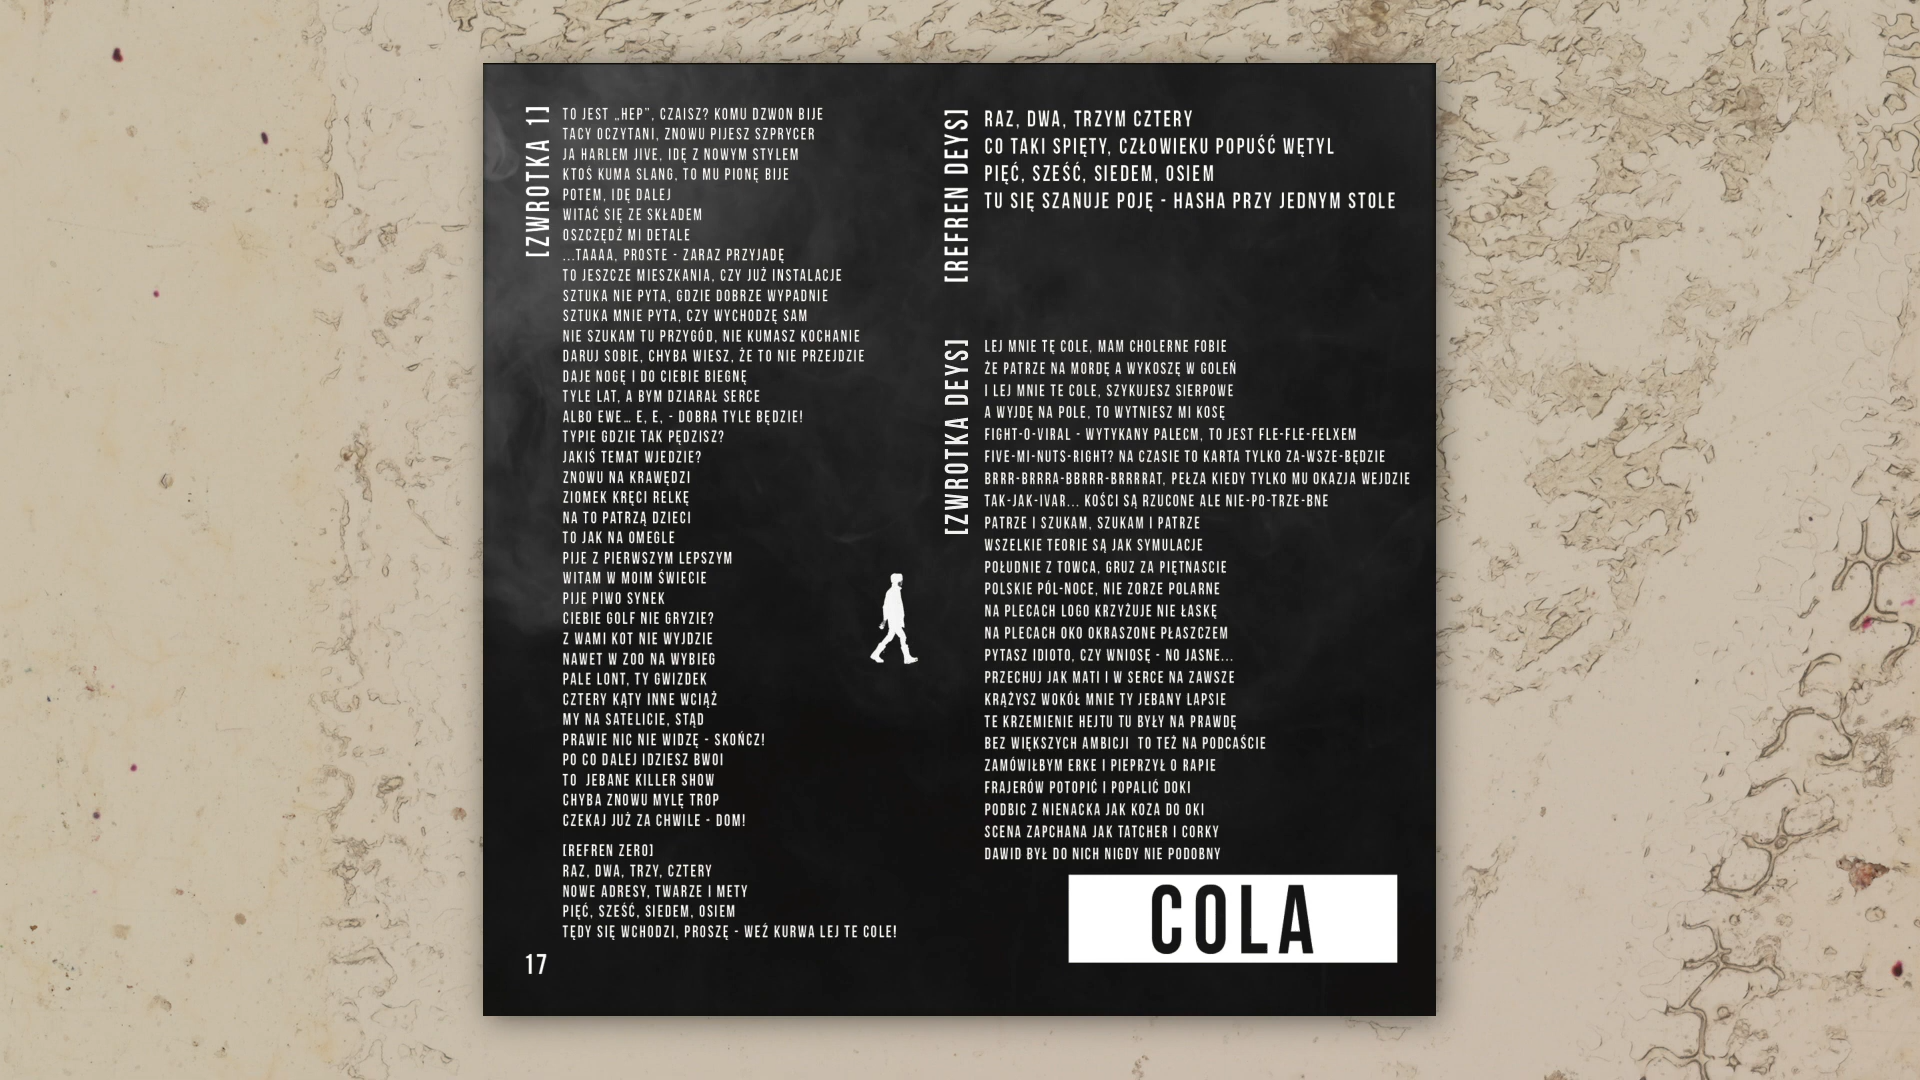 [ZWROTKA 1]
TO JEST „HEP”, CZAISZ? KOMU DZWON BIJE
TACY OCZYTANI, ZNOWU PIJESZ SZPRYCER
JA HARLEM JIVE, IDĘ Z NOWYM STYLEM
KTOŚ KUMA SLANG, TO MU PIONĘ BIJE
POTEM, IDĘ DALEJ
WITAĆ SIĘ ZE SKŁADEM
OSZCZĘDŹ MI DETALE
...TAAAA, PROSTE - ZARAZ PRZYJADĘ
TO JESZCZE MIESZKANIA, CZY JUŻ INSTALACJE
SZTUKA NIE PYTA, GDZIE DOBRZE WYPADNIE
SZTUKA MNIE PYTA, CZY WYCHODZĘ SAM
NIE SZUKAM TU PRZYGÓD, NIE KUMASZ KOCHANIE
DARUJ SOBIE, CHYBA WIESZ, ŻE TO NIE PRZEJDZIE
DAJE NOGĘ I DO CIEBIE BIEGNĘ
TYLE LAT, A BYM DZIARAŁ SERCE
ALBO EWE... E, E, - DOBRA TYLE BĘDZIE!
TYPIE GDZIE TAK PĘDZISZ?
JAKIŚ TEMAT WJEDZIE?
ZNOWU NA KRAWĘDZI
ZIOMEK KRĘCI RELKĘ
NA TO PATRZĄ DZIECI
TO JAK NA OMEGLE
PIJE Z PIERWSZYM LEPSZYM
WITAM W MOIM ŚWIECIE
PIJE PIWO SYNEK
CIEBIE GOLF NIE GRYZIE?
Z WAMI KOT NIE WYJDZIE
NAWET W ZOO NA WYBIEG
PALE LONT, TY GWIZDEK
CZTERY KĄTY INNE WCIĄŻ
MY NA SATELICIE, STĄD
PRAWIE NIC NIE WIDZĘ - SKOŃCZ!
PO CO DALEJ IDZIESZ BWOI
TO  JEBANE KILLER SHOW
CHYBA ZNOWU MYLĘ TROP
CZEKAJ JUŻ ZA CHWILE - DOM!
[REFREN ZERO]
RAZ, DWA, TRZY, CZTERY
NOWE ADRESY, TWARZE I METY
PIĘĆ, SZEŚĆ, SIEDEM, OSIEM
TĘDY SIĘ WCHODZI, PROSZĘ - WEŹ KURWA LEJ TE COLE!
17
[REFREN DEYS]
RAZ, DWA, TRZYM CZTERY
CO TAKI SPIĘTY, CZŁOWIEKU POPUŚĆ WĘTYL
PIĘĆ, SZEŚĆ, SIEDEM, OSIEM
TU SIĘ SZANUJE POJĘ - HASHA PRZY JEDNYM STOLE
[ZWROTKA DEYS]
LEJ MNIE TĘ COLE, MAM CHOLERNE FOBIE
ŻE PATRZE NA MORDĘ A WYKOSZĘ W GOLEŃ
I LEJ MNIE TE COLE, SZYKUJESZ SIERPOWE
A WYJDĘ NA POLE, TO WYTNIESZ MI KOSĘ
FIGHT-O-VIRAL - WYTYKANY PALECM, TO JEST FLE-FLE-FELXEM
FIVE-MI-NUTS-RIGHT? NA CZASIE TO KARTA TYLKO ZA-WSZE-BĘDZIE
BRRR-BRRRA-BBRRR-BRRRRAT, PEŁZA KIEDY TYLKO MU OKAZJA WEJDZIE
TAK-JAK-IVAR... KOŚCI SĄ RZUCONE ALE NIE-PO-TRZE-BNE
PATRZE I SZUKAM, SZUKAM I PATRZE
WSZELKIE TEORIE SĄ JAK SYMULACJE
POŁUDNIE Z TOWCA, GRUZ ZA PIĘTNASCIE
POLSKIE PÓL-NOCE, NIE ZORZE POLARNE
NA PLECACH LOGO KRZYŻUJE NIE ŁASKĘ
NA PLECACH OKO OKRASZONE PŁASZCZEM
PYTASZ IDIOTO, CZY WNIOSĘ - NO JASNE...
PRZECHUJ JAK MATI I W SERCE NA ZAWSZE
KRĄŻYSZ WOKÓŁ MNIE TY JEBANY LAPSIE
TE KRZEMIENIE HEJTU TU BYŁY NA PRAWDĘ
BEZ WIĘKSZYCH AMBICJI  TO TEŻ NA PODCAŚCIE
ZAMÓWIŁBYM ERKE I PIEPRZYŁ O RAPIE
FRAJERÓW POTOPIĆ I POPALIĆ DOKI
PODBIC Z NIENACKA JAK KOZA DO OKI
SCENA ZAPCHANA JAK TATCHER I CORKY
DAWID BYŁ DO NICH NIGDY NIE PODOBNY
COLA